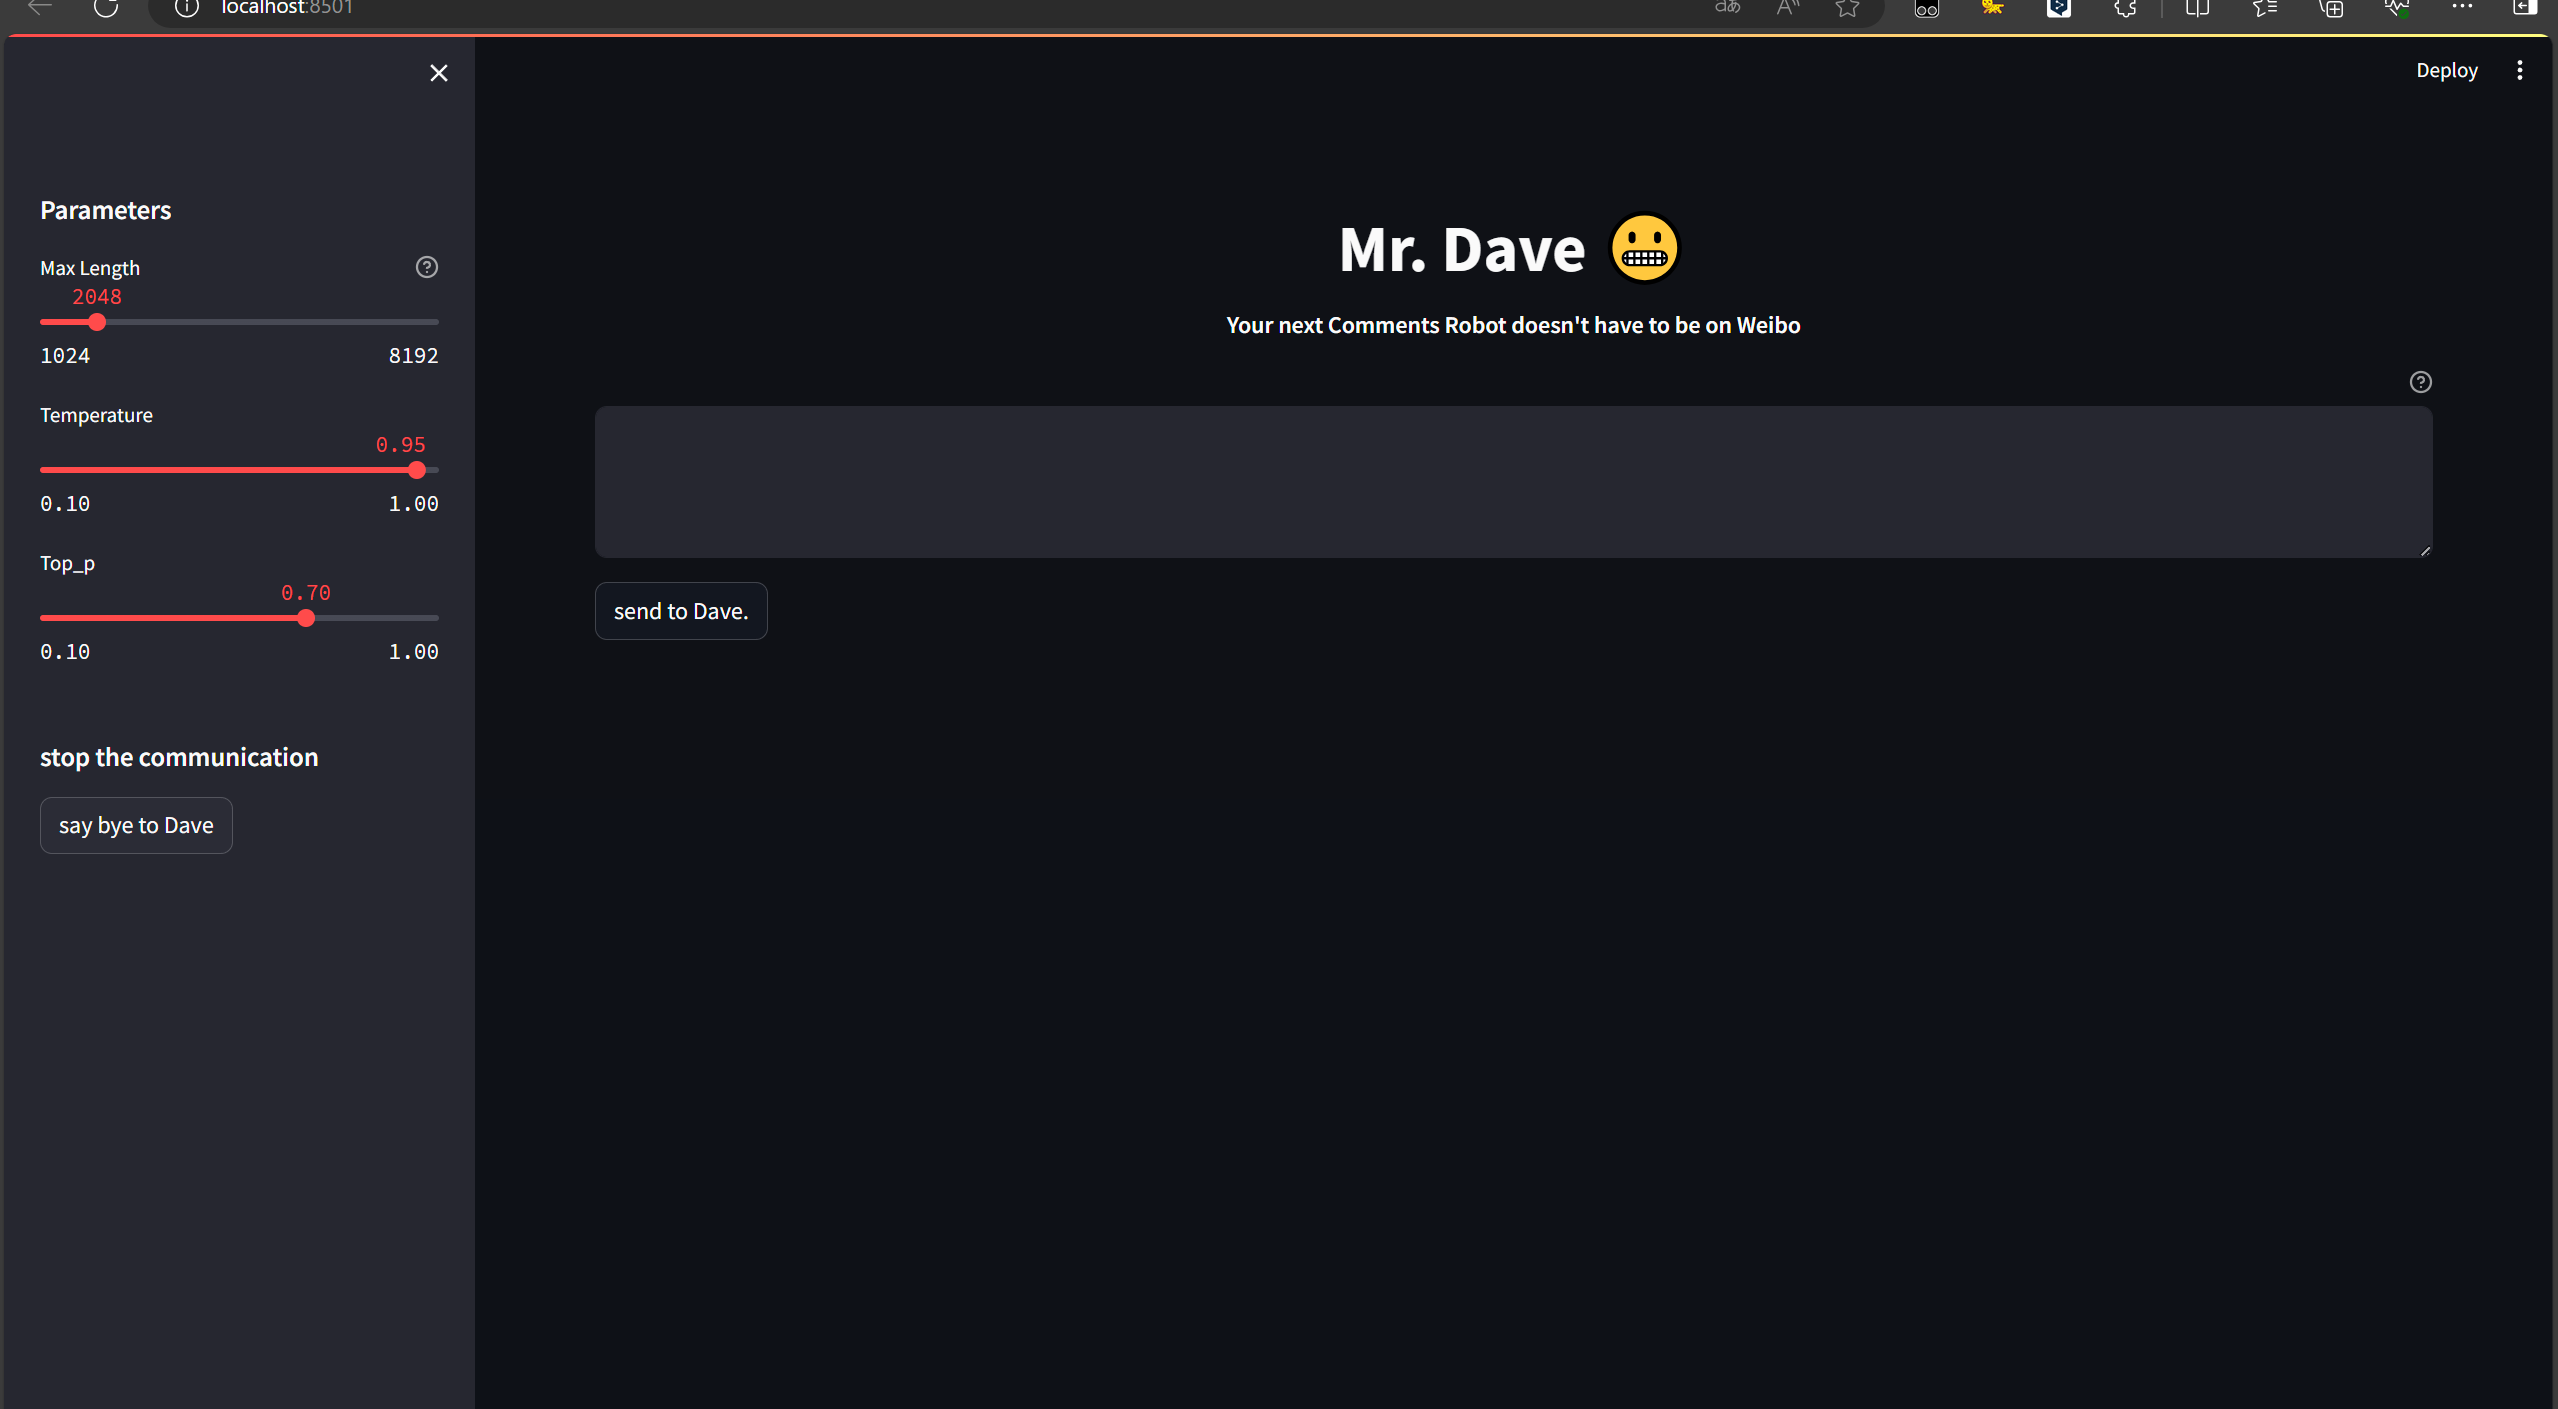 localhost:8501
Deploy
Parameters
Max Length
2048
1024 8192
Temperature
0.95
0.10 1.00
Top_p
0.70
0.10 1.00
stop the communication
say bye to Dave
Mr. Dave 😬
Your next Comments Robot doesn't have to be on Weibo
send to Dave.